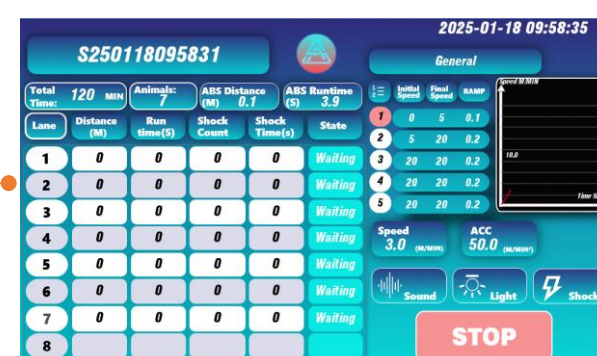 2025-01-18 09:58:35
S250118095831
General
Total Time: 120 MIN
Animals: 7
ABS Distance (M) 0.1
ABS Runtime (S) 3.9
Lane Distance (M) Run time(S) Shock Count Shock Time(s) State
1 0 0 0 0 Waiting
2 0 0 0 0 Waiting
3 0 0 0 0 Waiting
4 0 0 0 0 Waiting
5 0 0 0 0 Waiting
6 0 0 0 0 Waiting
7 0 0 0 0 Waiting
8
Initial Speed Final Speed RAMP
1 0 5 0.1
2 5 20 0.2
3 20 20 0.2
4 20 20 0.2
5 20 20 0.2
Speed M/MIN
18.0
Time S
Speed 3.0 (M/MIN)
ACC 50.0 (M/MIN²)
Sound
Light
Shock
STOP